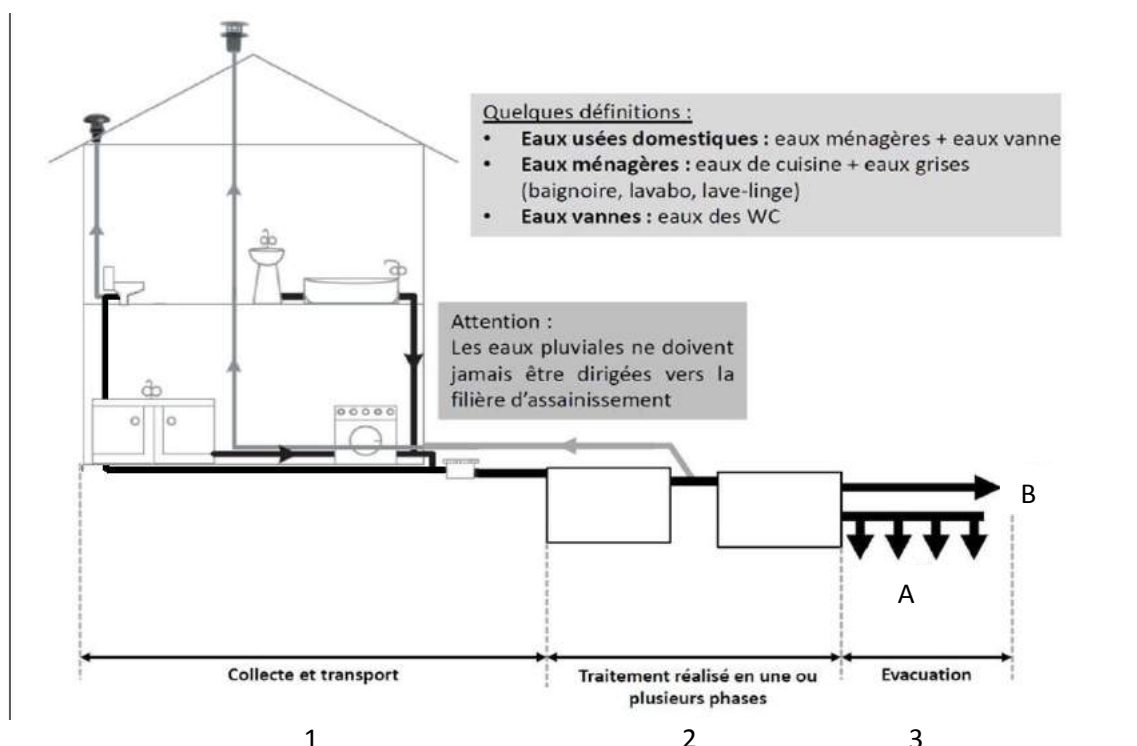 Quelques définitions :
• Eaux usées domestiques : eaux ménagères + eaux vanne
• Eaux ménagères : eaux de cuisine + eaux grises
(baignoire, lavabo, lave-linge)
• Eaux vannes : eaux des WC
Attention :
Les eaux pluviales ne doivent
jamais être dirigées vers la
filière d'assainissement
B
A
Collecte et transport
Traitement réalisé en une ou
plusieurs phases
Evacuation
1
2
3